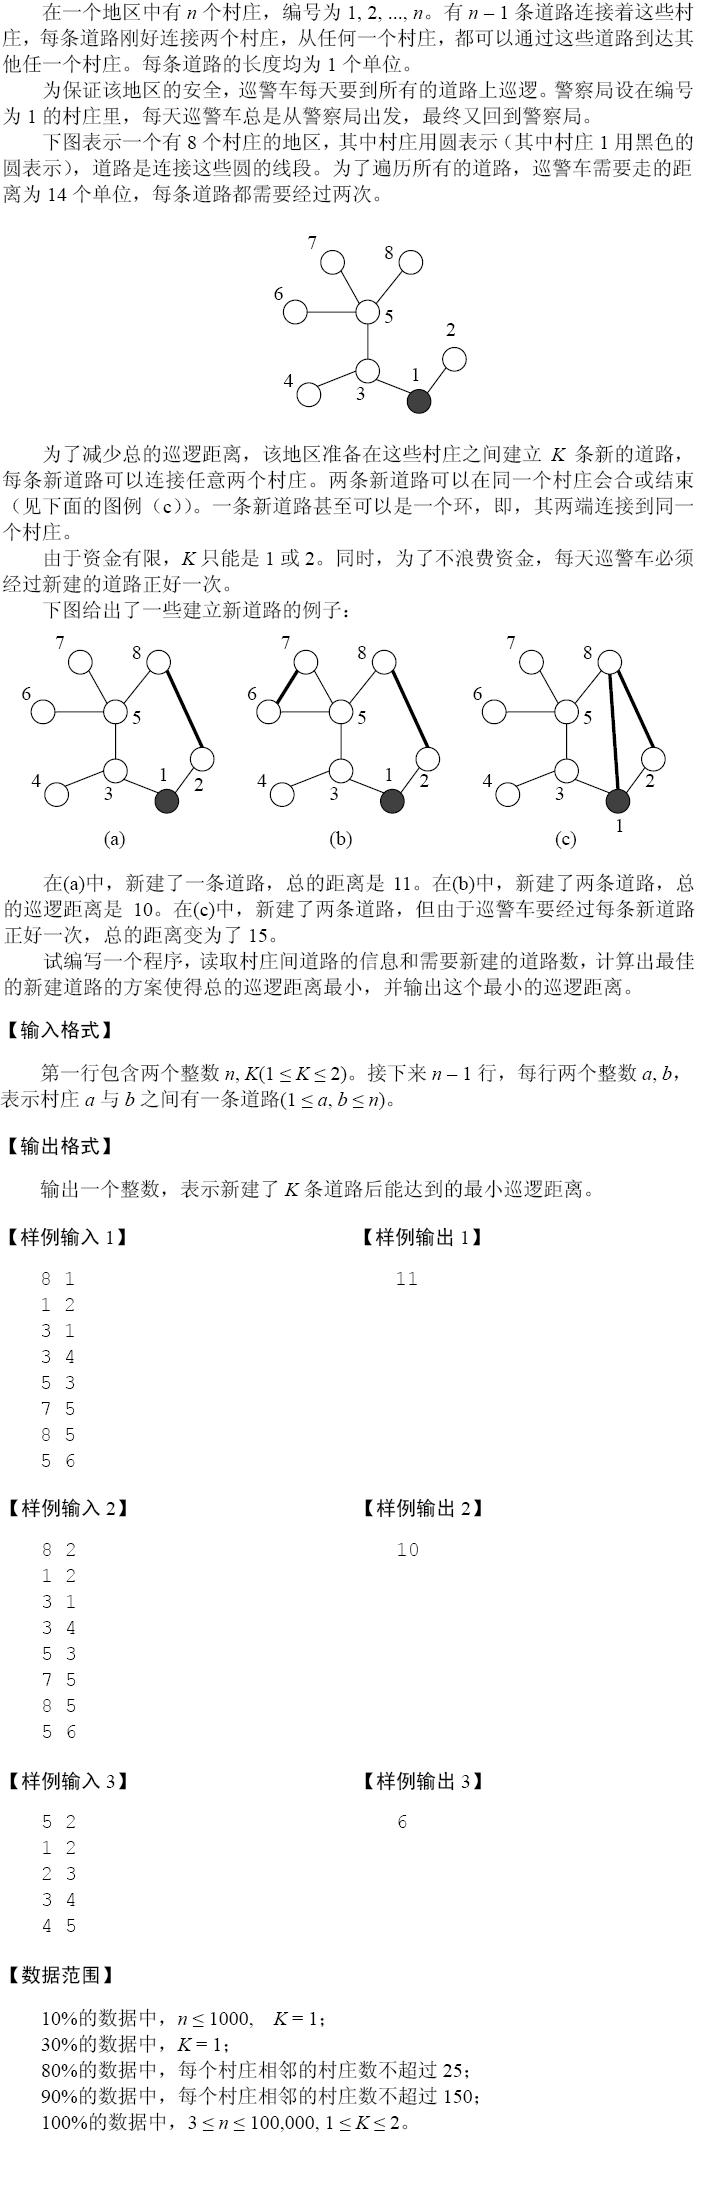 在一个地区中有 n 个村庄，编号为 1, 2, ..., n。有 n – 1 条道路连接着这些村
庄，每条道路刚好连接两个村庄，从任何一个村庄，都可以通过这些道路到达其
他任一个村庄。每条道路的长度均为 1 个单位。
为保证该地区的安全，巡警车每天要到所有的道路上巡逻。警察局设在编号
为 1 的村庄里，每天巡警车总是从警察局出发，最终又回到警察局。
下图表示一个有 8 个村庄的地区，其中村庄用圆表示（其中村庄 1 用黑色的
圆表示），道路是连接这些圆的线段。为了遍历所有的道路，巡警车需要走的距
离为 14 个单位，每条道路都需要经过两次。
7
8
6
5
2
4
3
1
为了减少总的巡逻距离，该地区准备在这些村庄之间建立 K 条新的道路，
每条新道路可以连接任意两个村庄。两条新道路可以在同一个村庄会合或结束
（见下面的图例（c））。一条新道路甚至可以是一个环，即，其两端连接到同一
个村庄。
由于资金有限，K 只能是 1 或 2。同时，为了不浪费资金，每天巡警车必须
经过新建的道路正好一次。
下图给出了一些建立新道路的例子：
7 8 7 8 7 8
6 5 6 5 6 5
4 3 1 2 4 3 1 2 4 3 1 2
(a) (b) (c)
在(a)中，新建了一条道路，总的距离是 11。在(b)中，新建了两条道路，总
的巡逻距离是 10。在(c)中，新建了两条道路，但由于巡警车要经过每条新道路
正好一次，总的距离变为了 15。
试编写一个程序，读取村庄间道路的信息和需要新建的道路数，计算出最佳
的新建道路的方案使得总的巡逻距离最小，并输出这个最小的巡逻距离。
【输入格式】
第一行包含两个整数 n, K(1 ≤ K ≤ 2)。接下来 n – 1 行，每行两个整数 a, b，
表示村庄 a 与 b 之间有一条道路(1 ≤ a, b ≤ n)。
【输出格式】
输出一个整数，表示新建了 K 条道路后能达到的最小巡逻距离。
【样例输入 1】 【样例输出 1】
8 1 11
1 2
3 1
3 4
5 3
7 5
8 5
5 6
【样例输入 2】 【样例输出 2】
8 2 10
1 2
3 1
3 4
5 3
7 5
8 5
5 6
【样例输入 3】 【样例输出 3】
5 2 6
1 2
2 3
3 4
4 5
【数据范围】
10%的数据中，n ≤ 1000, K = 1；
30%的数据中，K = 1；
80%的数据中，每个村庄相邻的村庄数不超过 25；
90%的数据中，每个村庄相邻的村庄数不超过 150；
100%的数据中，3 ≤ n ≤ 100,000, 1 ≤ K ≤ 2。